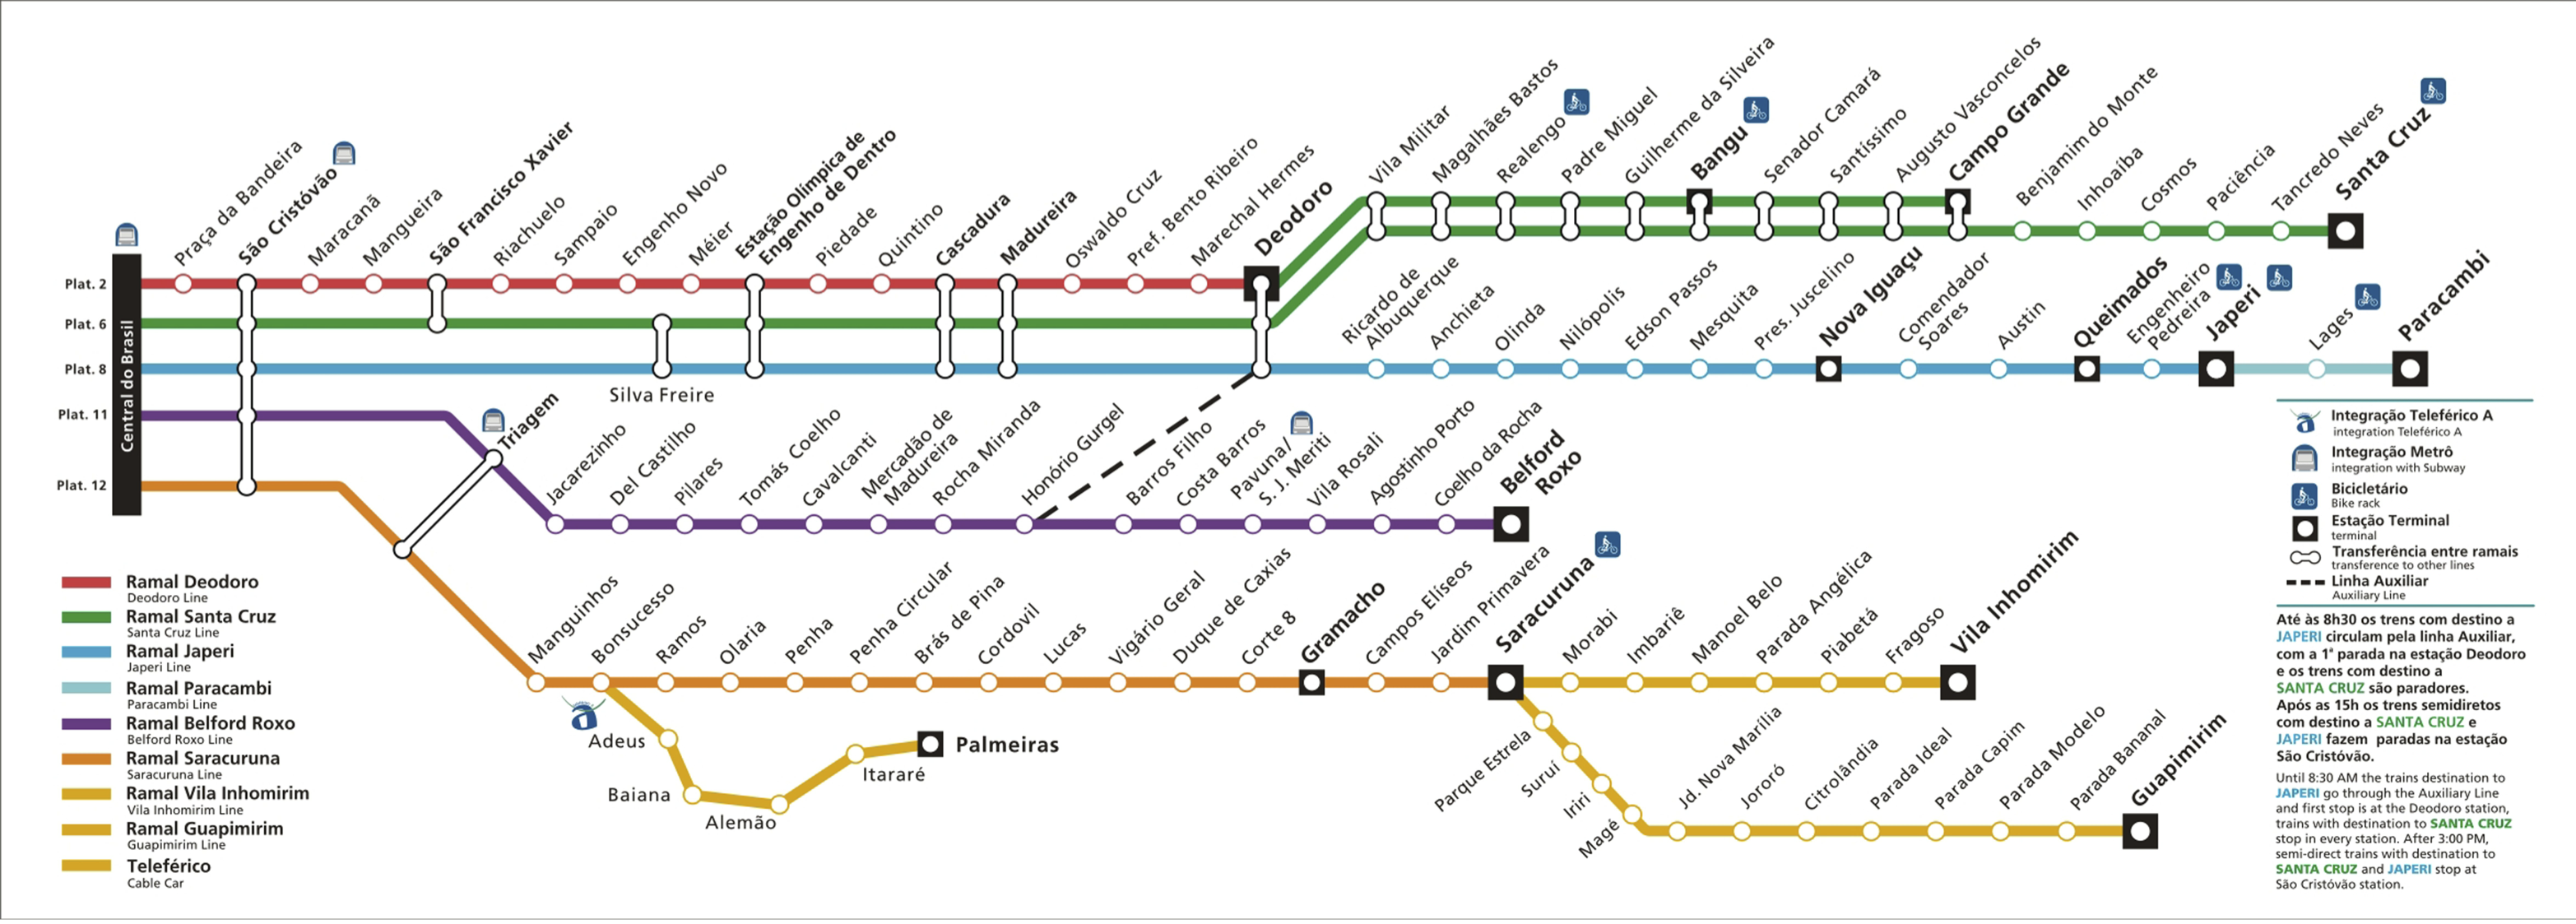 Praça da Bandeira
São Cristóvão
Maracanã
Mangueira
São Francisco Xavier
Riachuelo
Sampaio
Engenho Novo
Méier
Estação Olímpica de
Engenho de Dentro
Piedade
Quintino
Cascadura
Madureira
Oswaldo Cruz
Pref. Bento Ribeiro
Marechal Hermes
Deodoro
Vila Militar
Magalhães Bastos
Realengo
Padre Miguel
Guilherme da Silveira
Bangu
Senador Camará
Santíssimo
Augusto Vasconcelos
Campo Grande
Benjamim do Monte
Inhoaíba
Cosmos
Paciência
Tancredo Neves
Santa Cruz
Central do Brasil
Plat. 2
Plat. 6
Plat. 8
Plat. 11
Plat. 12
Silva Freire
Ricardo de
Albuquerque
Anchieta
Olinda
Nilópolis
Edson Passos
Mesquita
Pres. Juscelino
Nova Iguaçu
Comendador
Soares
Austin
Queimados
Engenheiro
Pedreira
Japeri
Lages
Paracambi
Triagem
Jacarezinho
Del Castilho
Pilares
Tomás Coelho
Cavalcanti
Mercadão de
Madureira
Rocha Miranda
Honório Gurgel
Barros Filho
Costa Barros
Pavuna/
S. J. Meriti
Vila Rosali
Agostinho Porto
Coelho da Rocha
Belford
Roxo
Manguinhos
Bonsucesso
Ramos
Olaria
Penha
Penha Circular
Brás de Pina
Cordovil
Lucas
Vigário Geral
Duque de Caxias
Corte 8
Gramacho
Campos Elíseos
Jardim Primavera
Saracuruna
Morabi
Imbariê
Manoel Belo
Parada Angélica
Piabetá
Fragoso
Vila Inhomirim
Adeus
Baiana
Alemão
Itararé
Palmeiras
Parque Estrela
Suruí
Iriri
Magé
Jd. Nova Marília
Jororó
Citrolândia
Parada Ideal
Parada Capim
Parada Modelo
Parada Bananal
Guapimirim
Ramal Deodoro
Deodoro Line
Ramal Santa Cruz
Santa Cruz Line
Ramal Japeri
Japeri Line
Ramal Paracambi
Paracambi Line
Ramal Belford Roxo
Belford Roxo Line
Ramal Saracuruna
Saracuruna Line
Ramal Vila Inhomirim
Vila Inhomirim Line
Ramal Guapimirim
Guapimirim Line
Teleférico
Cable Car
Integração Teleférico A
integration Teleférico A
Integração Metrô
integration with Subway
Bicicletário
Bike rack
Estação Terminal
terminal
Transferência entre ramais
transference to other lines
Linha Auxiliar
Auxiliary Line
Até às 8h30 os trens com destino a
JAPERI circulam pela linha Auxiliar,
com a 1ª parada na estação Deodoro
e os trens com destino a
SANTA CRUZ são paradores.
Após as 15h os trens semidiretos
com destino a SANTA CRUZ e
JAPERI fazem paradas na estação
São Cristóvão.
Until 8:30 AM the trains destination to
JAPERI go through the Auxiliary Line
and first stop is at the Deodoro station,
trains with destination to SANTA CRUZ
stop in every station. After 3:00 PM,
semi-direct trains with destination to
SANTA CRUZ and JAPERI stop at
São Cristóvão station.